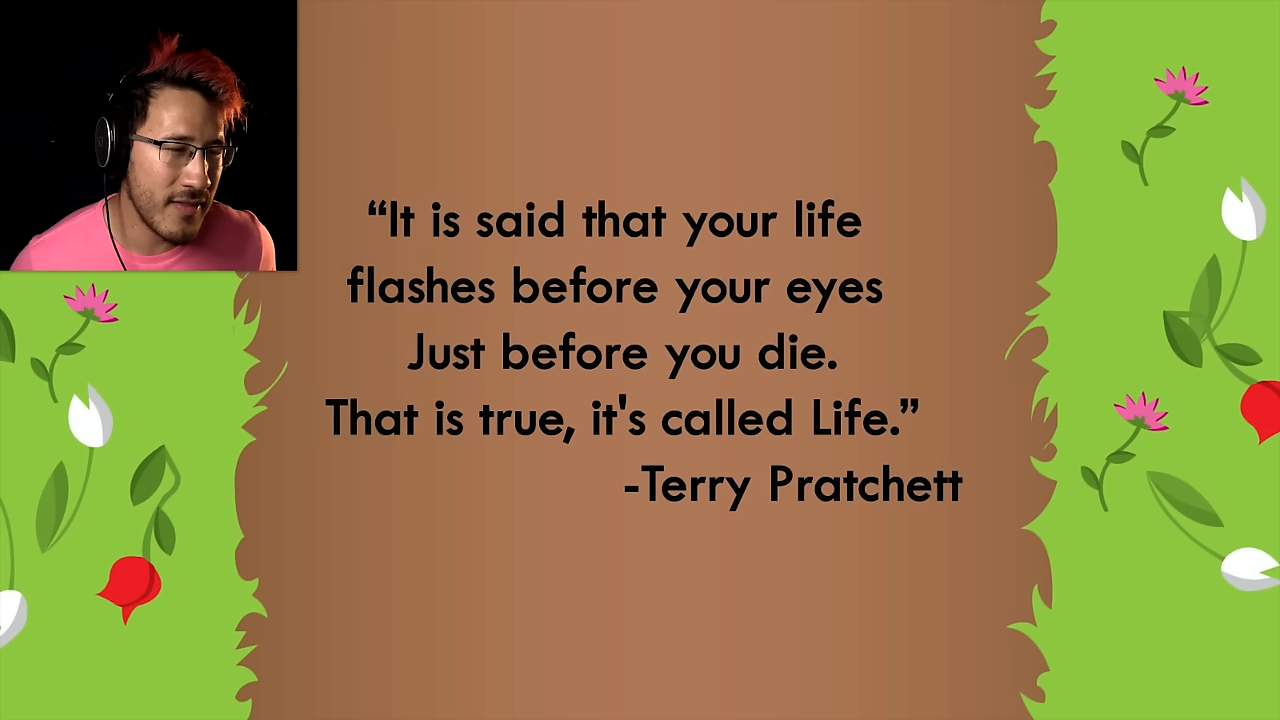 “It is said that your life
flashes before your eyes
Just before you die.
That is true, it's called Life.”
-Terry Pratchett